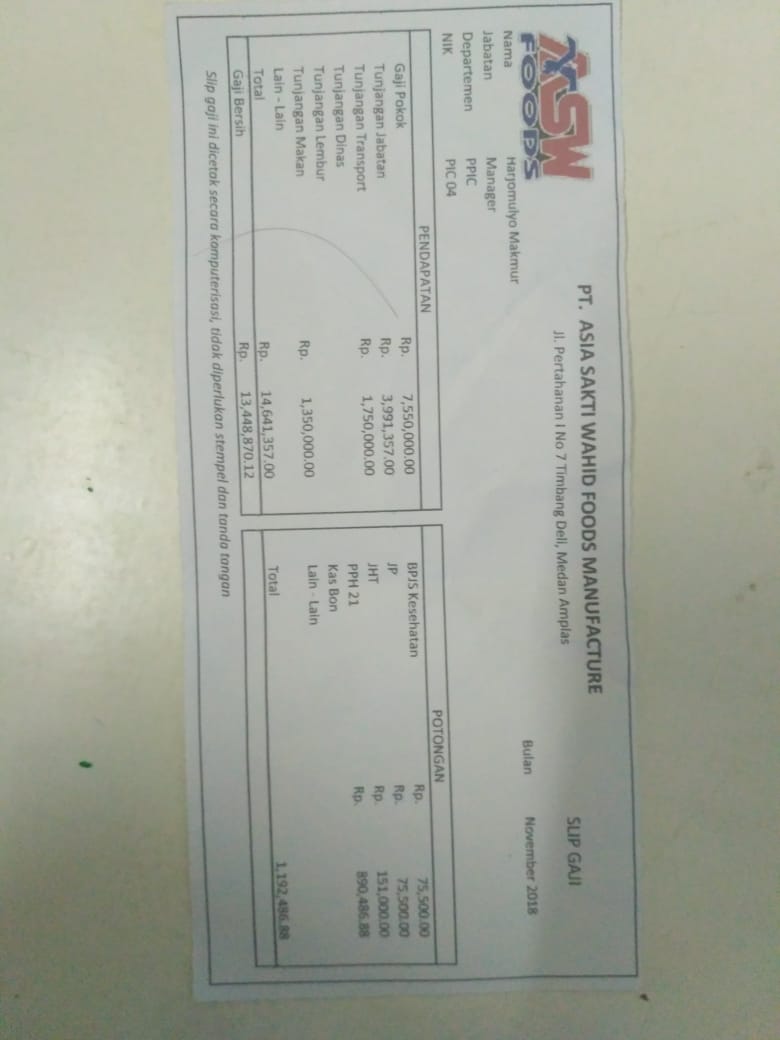 ASW
FOODS
PT. ASIA SAKTI WAHID FOODS MANUFACTURE
Jl. Pertahanan I No 7 Timbang Deli, Medan Amplas
SLIP GAJI
Nama Harjomulyo Makmur Bulan November 2018
Jabatan Manager
Departemen PPIC
NIK PIC 04
PENDAPATAN POTONGAN
Gaji Pokok Rp. 7,550,000.00 BPJS Kesehatan Rp. 75,500.00
Tunjangan Jabatan Rp. 3,991,357.00 JP Rp. 75,500.00
Tunjangan Transport Rp. 1,750,000.00 JHT Rp. 151,000.00
Tunjangan Dinas PPH 21 Rp. 890,486.88
Tunjangan Lembur Kas Bon
Tunjangan Makan Rp. 1,350,000.00 Lain - Lain
Lain - Lain
Total Rp. 14,641,357.00 Total 1,192,486.88
Gaji Bersih Rp. 13,448,870.12
Slip gaji ini dicetak secara komputerisasi, tidak diperlukan stempel dan tanda tangan